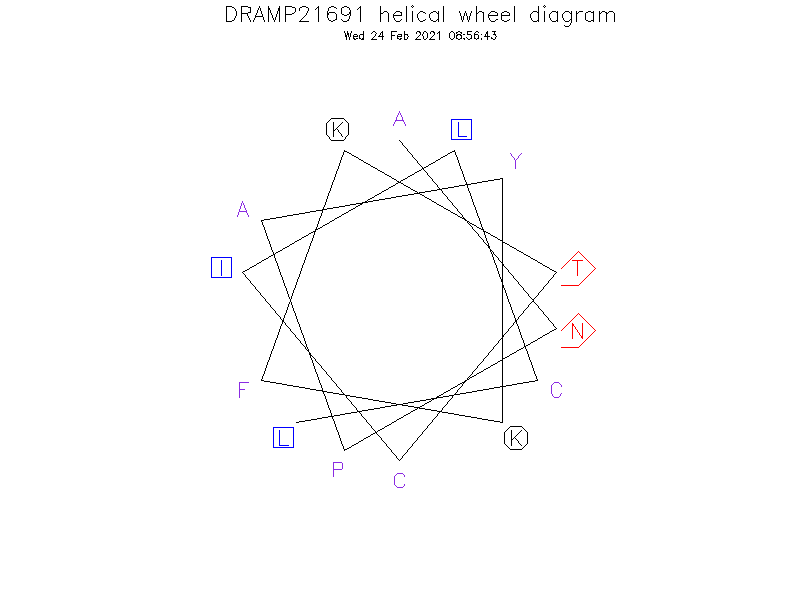 DRAMP21691 helical wheel diagram
Wed 24 Feb 2021 08:56:43
A
K
L
Y
A
I
T
N
F
C
L
K
P
C